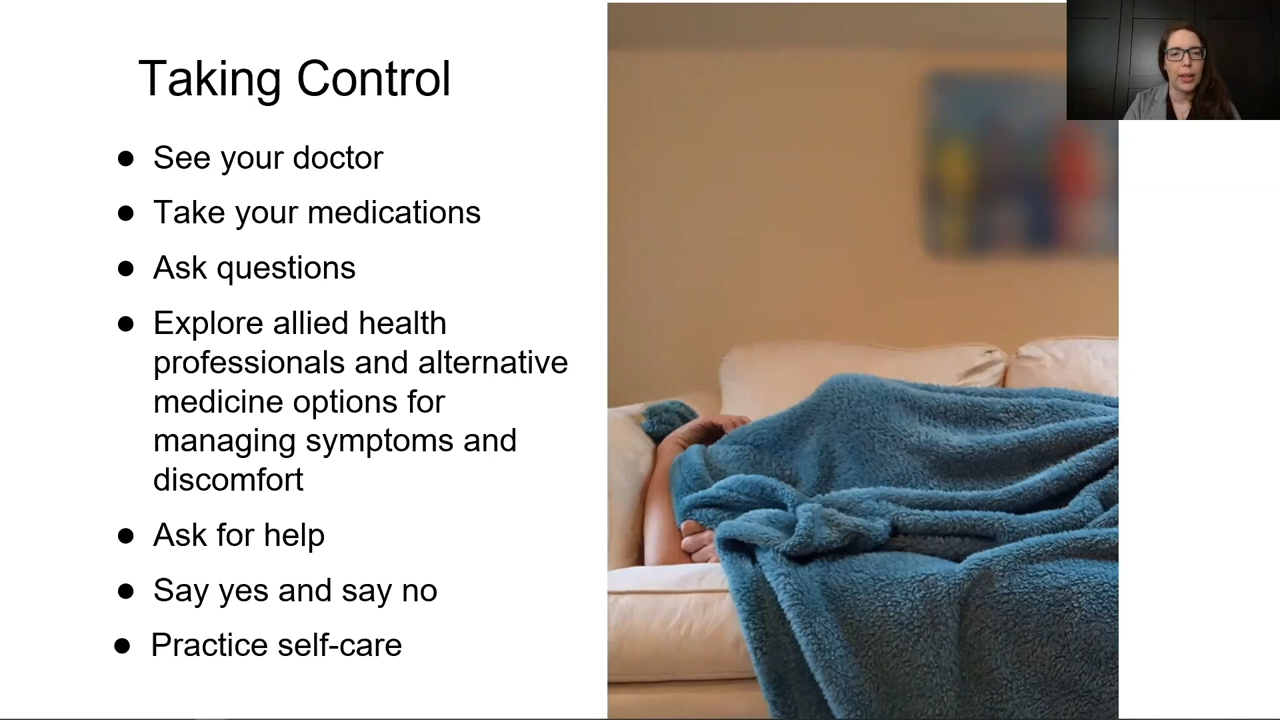 Taking Control
● See your doctor
● Take your medications
● Ask questions
● Explore allied health
professionals and alternative
medicine options for
managing symptoms and
discomfort
● Ask for help
● Say yes and say no
● Practice self-care